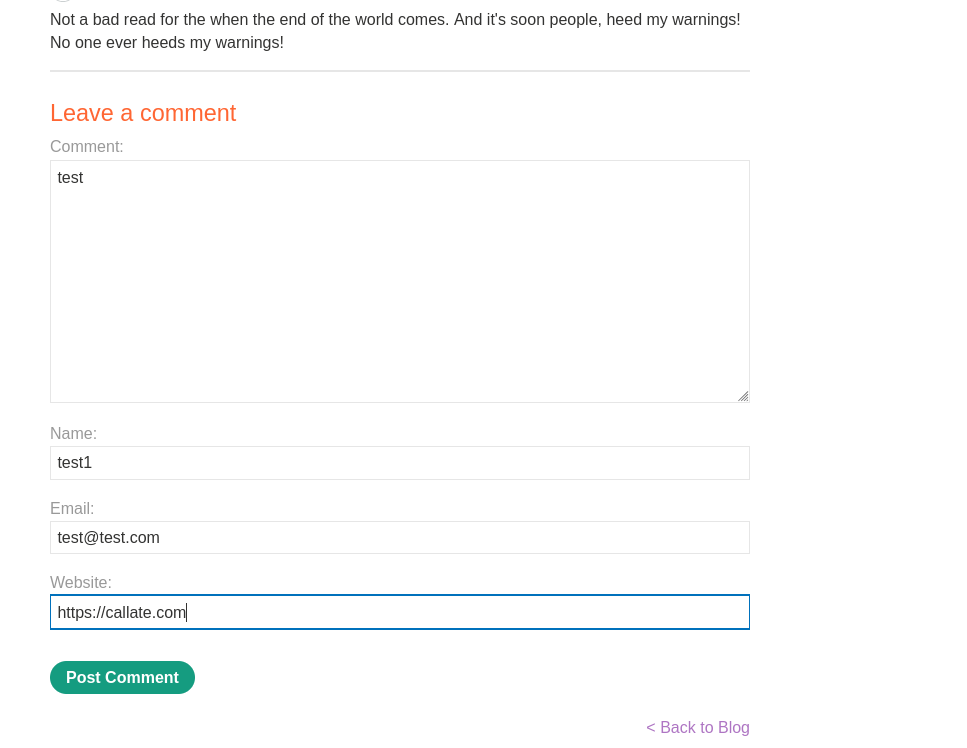 Not a bad read for the when the end of the world comes. And it's soon people, heed my warnings!
No one ever heeds my warnings!
Leave a comment
Comment:
test
Name:
test1
Email:
test@test.com
Website:
https://callate.com
Post Comment
< Back to Blog